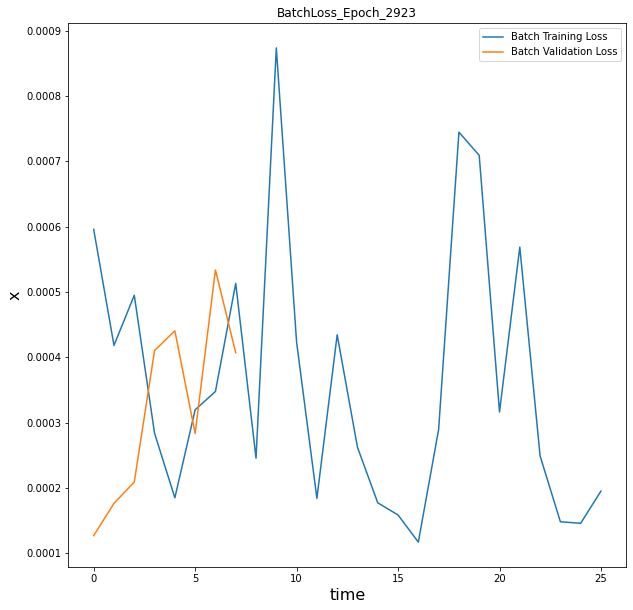 BatchLoss_Epoch_2923
Batch Training Loss
Batch Validation Loss
0.0009
0.0008
0.0007
0.0006
0.0005
0.0004
0.0003
0.0002
0.0001
x
0 5 10 15 20 25
time